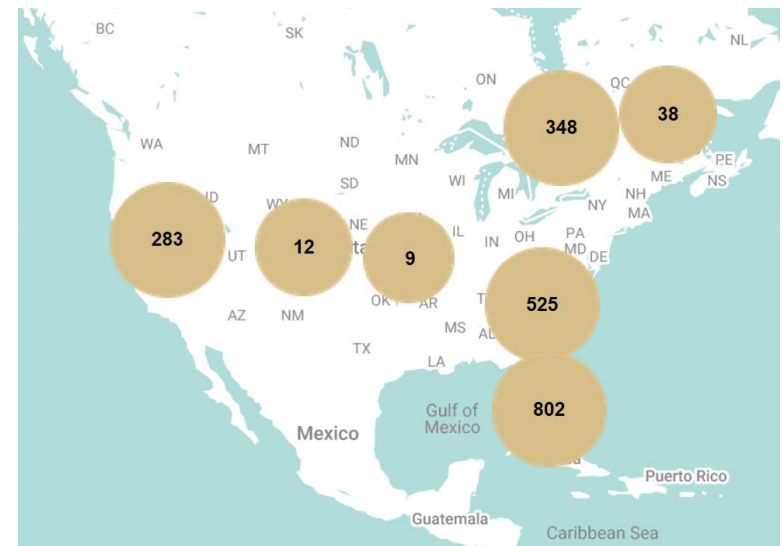 BC
SK
NL
ON
QC
348
38
WA
MT
ND
MN
SD
WI
MI
ME
PE
NS
NH
NY
MA
ID
WY
NE
IL
IN
OH
PA
MD
DE
283
UT
12
ta
9
OK
AR
525
AZ
NM
MS
AL
TX
LA
802
Gulf of
Mexico
Mexico
Puerto Rico
Guatemala
Caribbean Sea